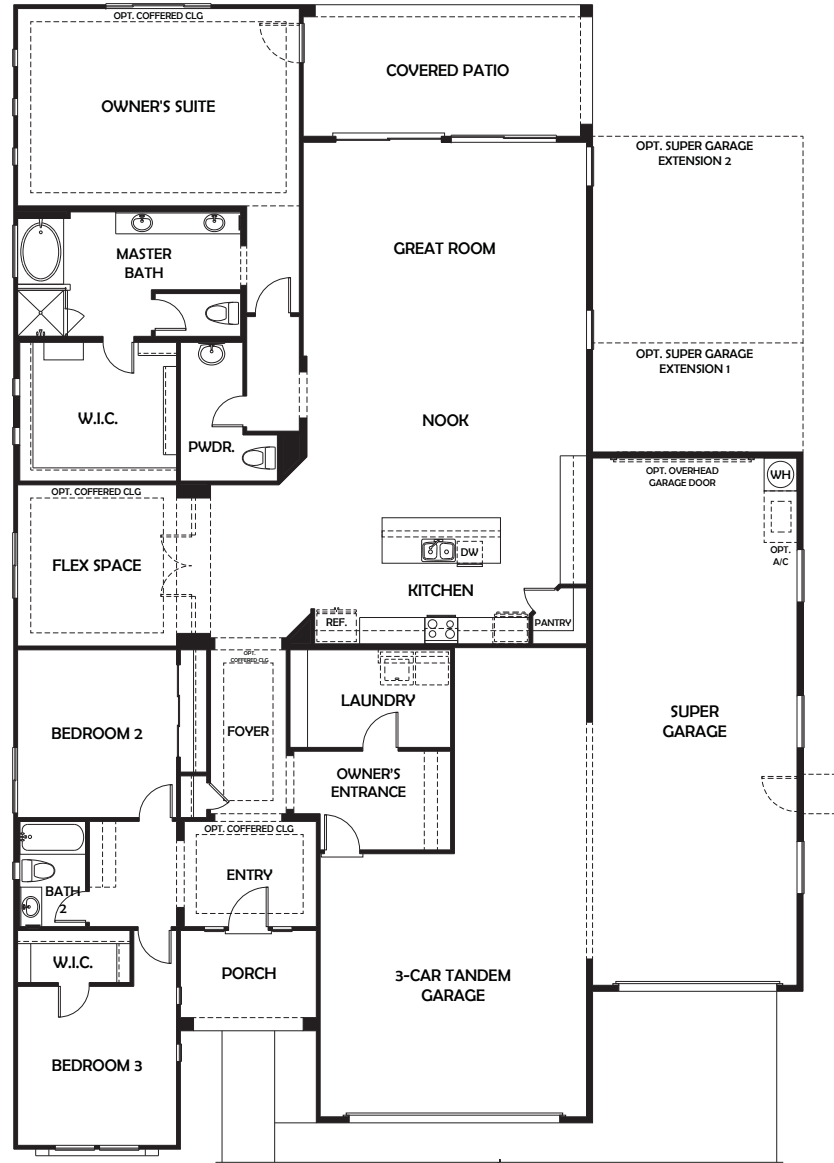 OPT. COFFERED CLG
OWNER'S SUITE
COVERED PATIO
OPT. SUPER GARAGE
EXTENSION 2
MASTER
BATH
GREAT ROOM
OPT. SUPER GARAGE
EXTENSION 1
W.I.C.
PWDR.
NOOK
OPT. OVERHEAD
GARAGE DOOR
WH
OPT.
A/C
OPT. COFFERED CLG
FLEX SPACE
DW
KITCHEN
REF.
PANTRY
OPT.
COFFERED CLG
LAUNDRY
BEDROOM 2
FOYER
SUPER
GARAGE
OWNER'S
ENTRANCE
OPT. COFFERED CLG
ENTRY
BATH
2
W.I.C.
PORCH
3-CAR TANDEM
GARAGE
BEDROOM 3